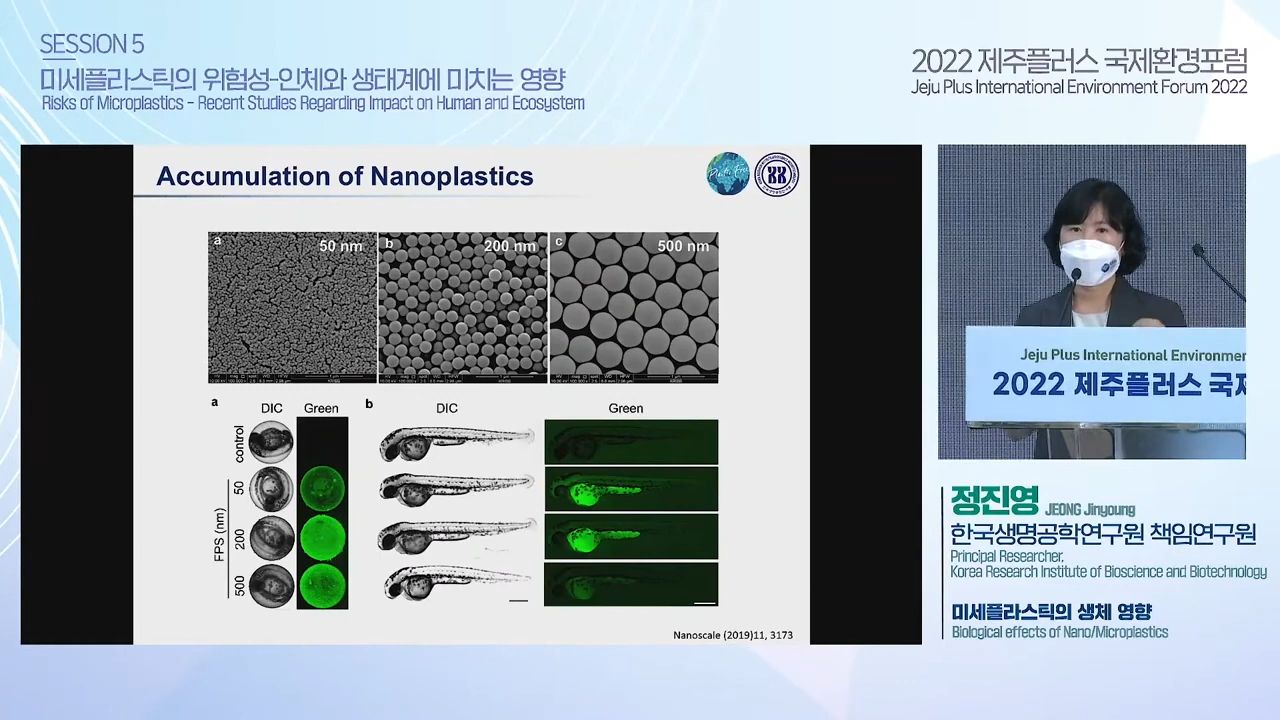 SESSION 5
미세플라스틱의 위험성-인체와 생태계에 미치는 영향
Risks of Microplastics - Recent Studies Regarding Impact on Human and Ecosystem
2022 제주플러스 국제환경포럼
Jeju Plus International Environment Forum 2022
Accumulation of Nanoplastics
a 50 nm
b 200 nm
c 500 nm
a
DIC Green
control
50
200
500
FPS (nm)
b
DIC Green
Nanoscale (2019)11, 3173
Jeju Plus International Environmen
2022 제주플러스 국제
정진영 JEONG Jinyoung
한국생명공학연구원 책임연구원
Principal Researcher,
Korea Research Institute of Bioscience and Biotechnology
미세플라스틱의 생체 영향
Biological effects of Nano/Microplastics